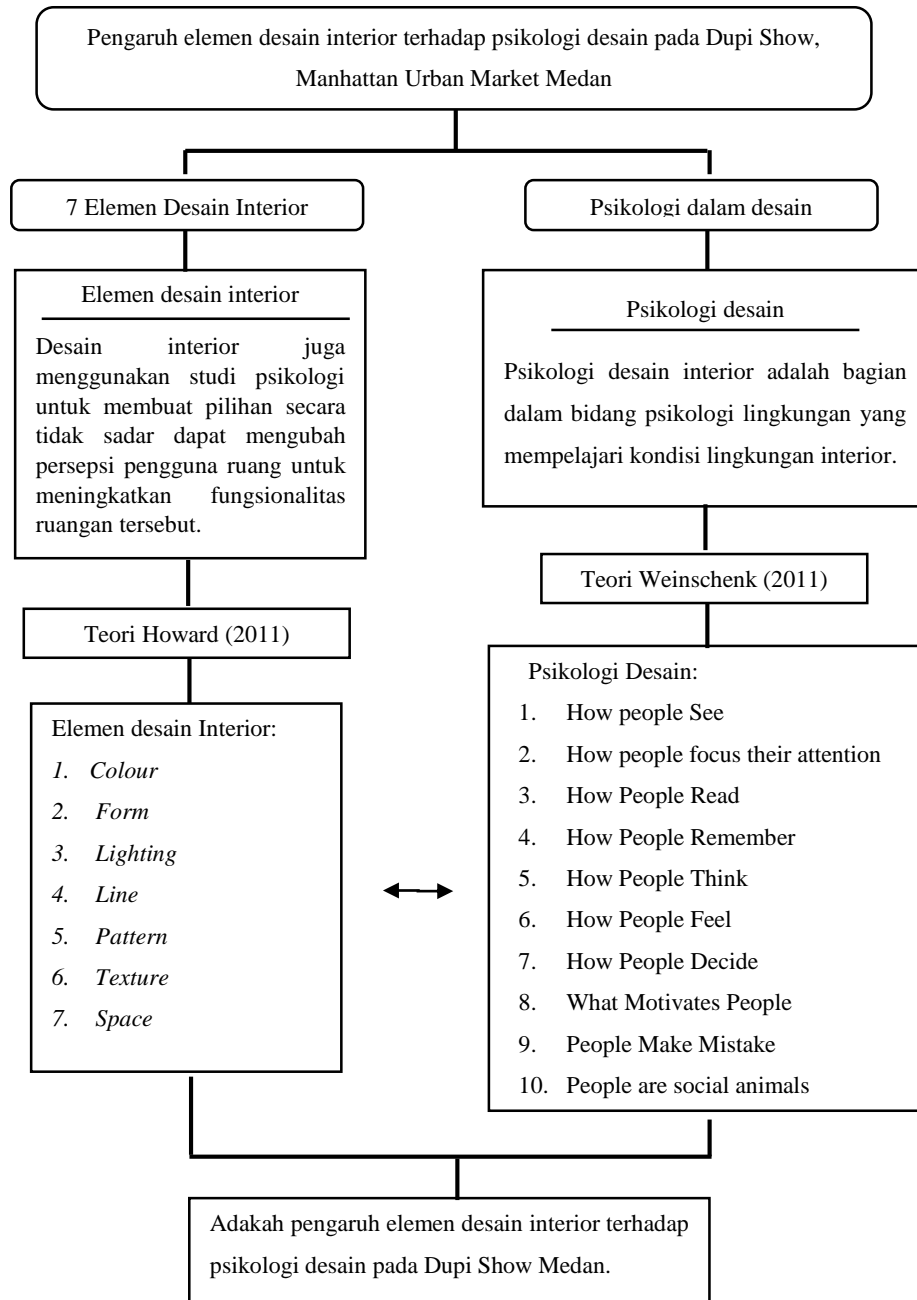 Pengaruh elemen desain interior terhadap psikologi desain pada Dupi Show,
Manhattan Urban Market Medan
7 Elemen Desain Interior
Psikologi dalam desain
Elemen desain interior
Desain interior juga
menggunakan studi psikologi
untuk membuat pilihan secara
tidak sadar dapat mengubah
persepsi pengguna ruang untuk
meningkatkan fungsionalitas
ruangan tersebut.
Psikologi desain
Psikologi desain interior adalah bagian
dalam bidang psikologi lingkungan yang
mempelajari kondisi lingkungan interior.
Teori Howard (2011)
Teori Weinschenk (2011)
Elemen desain Interior:
1. Colour
2. Form
3. Lighting
4. Line
5. Pattern
6. Texture
7. Space
Psikologi Desain:
1. How people See
2. How people focus their attention
3. How People Read
4. How People Remember
5. How People Think
6. How People Feel
7. How People Decide
8. What Motivates People
9. People Make Mistake
10. People are social animals
Adakah pengaruh elemen desain interior terhadap
psikologi desain pada Dupi Show Medan.